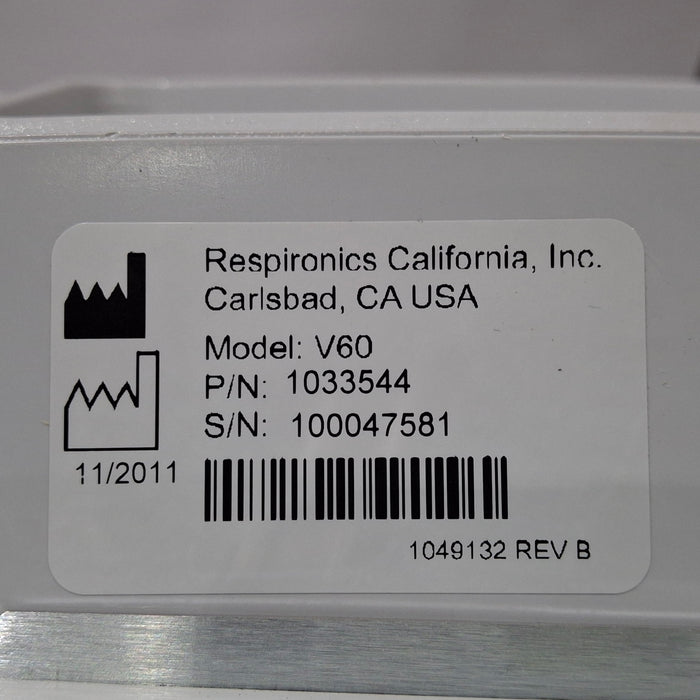 Respironics California, Inc.
Carlsbad, CA USA
Model: V60
P/N: 1033544
S/N: 100047581
11/2011
1049132 REV B